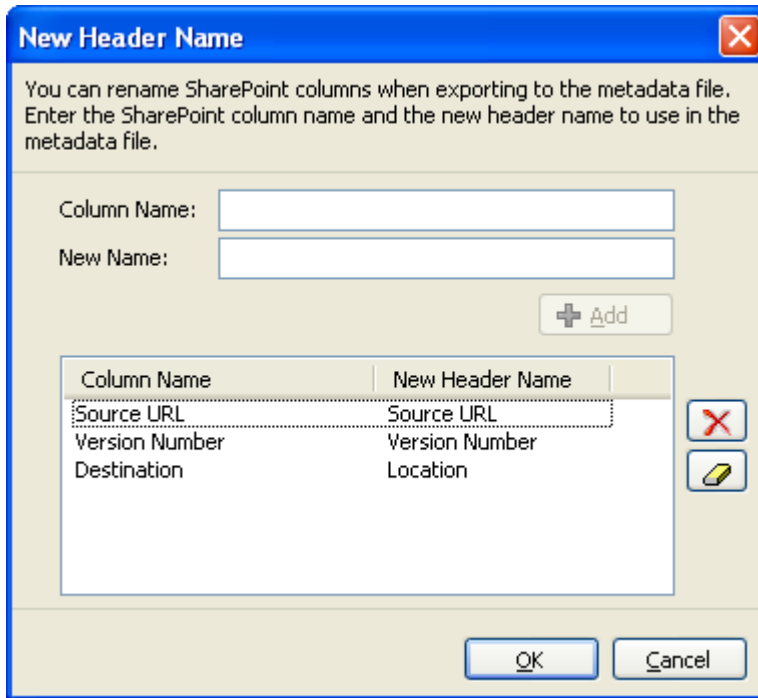 New Header Name
You can rename SharePoint columns when exporting to the metadata file.
Enter the SharePoint column name and the new header name to use in the
metadata file.
Column Name:
New Name:
Add
Column Name New Header Name
Source URL Source URL
Version Number Version Number
Destination Location
OK Cancel